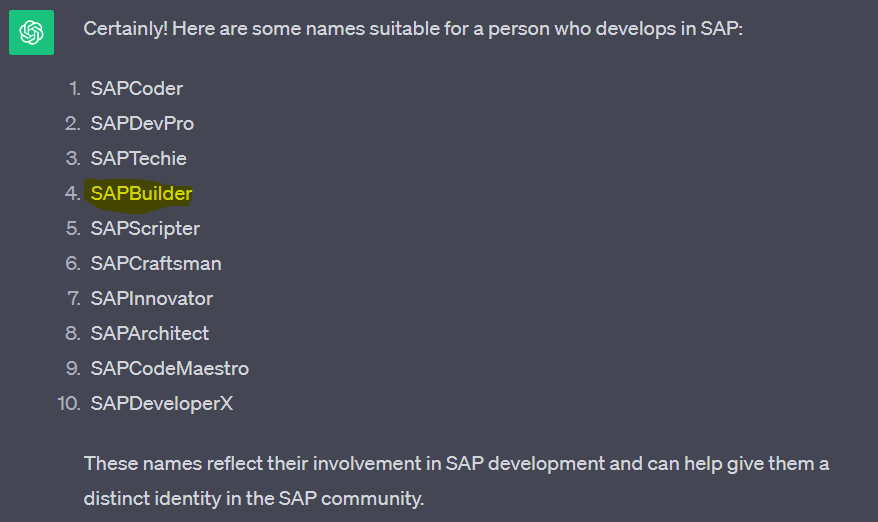 Certainly! Here are some names suitable for a person who develops in SAP:
1. SAPCoder
2. SAPDevPro
3. SAPTechie
4. SAPBuilder
5. SAPScripter
6. SAPCraftsman
7. SAPInnovator
8. SAPArchitect
9. SAPCodeMaestro
10. SAPDeveloperX
These names reflect their involvement in SAP development and can help give them a
distinct identity in the SAP community.